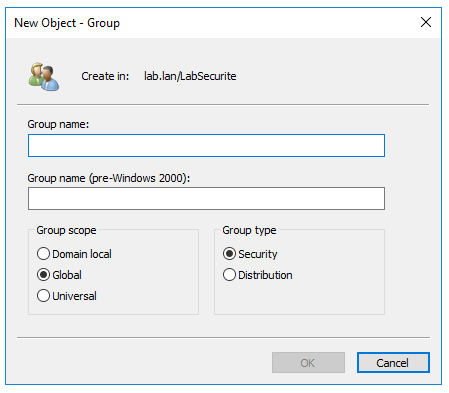 New Object - Group
Create in: lab.lan/LabSecurite
Group name:
Group name (pre-Windows 2000):
Group scope
Domain local
Global
Universal
Group type
Security
Distribution
OK
Cancel